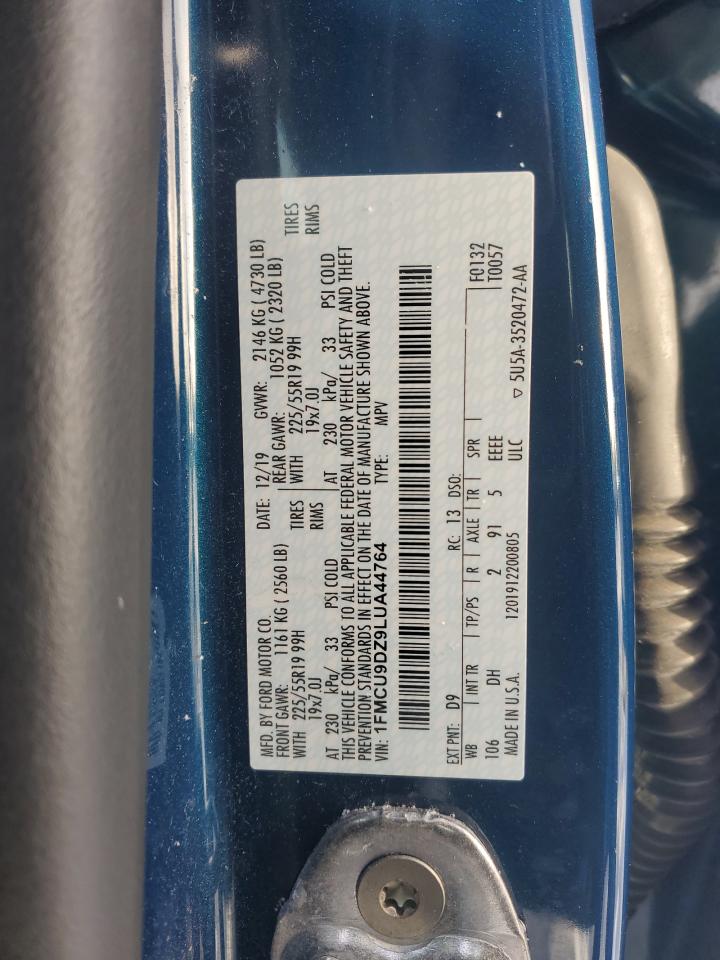 MFD. BY FORD MOTOR CO.
DATE: 12/19 GVWR: 2146 KG ( 4730 LB)
FRONT GAWR: 1161 KG ( 2560 LB) REAR GAWR: 1052 KG ( 2320 LB)
WITH 225/55R19 99H TIRES WITH 225/55R19 99H TIRES
19x7.0J RIMS 19x7.0J RIMS
AT 230 kPa/ 33 PSI COLD AT 230 kPa/ 33 PSI COLD
THIS VEHICLE CONFORMS TO ALL APPLICABLE FEDERAL MOTOR VEHICLE SAFETY AND THEFT
PREVENTION STANDARDS IN EFFECT ON THE DATE OF MANUFACTURE SHOWN ABOVE.
VIN: 1FMCU9DZ9LUA44764 TYPE: MPV
F0132
EXT PNT: D9 RC: 13 DSO: T0057
WB INT TR TP/PS R AXLE TR SPR
106 DH 2 91 5 EEEE
MADE IN U.S.A. 1201912200805 ULC ▽ 5U5A-3520472-AA